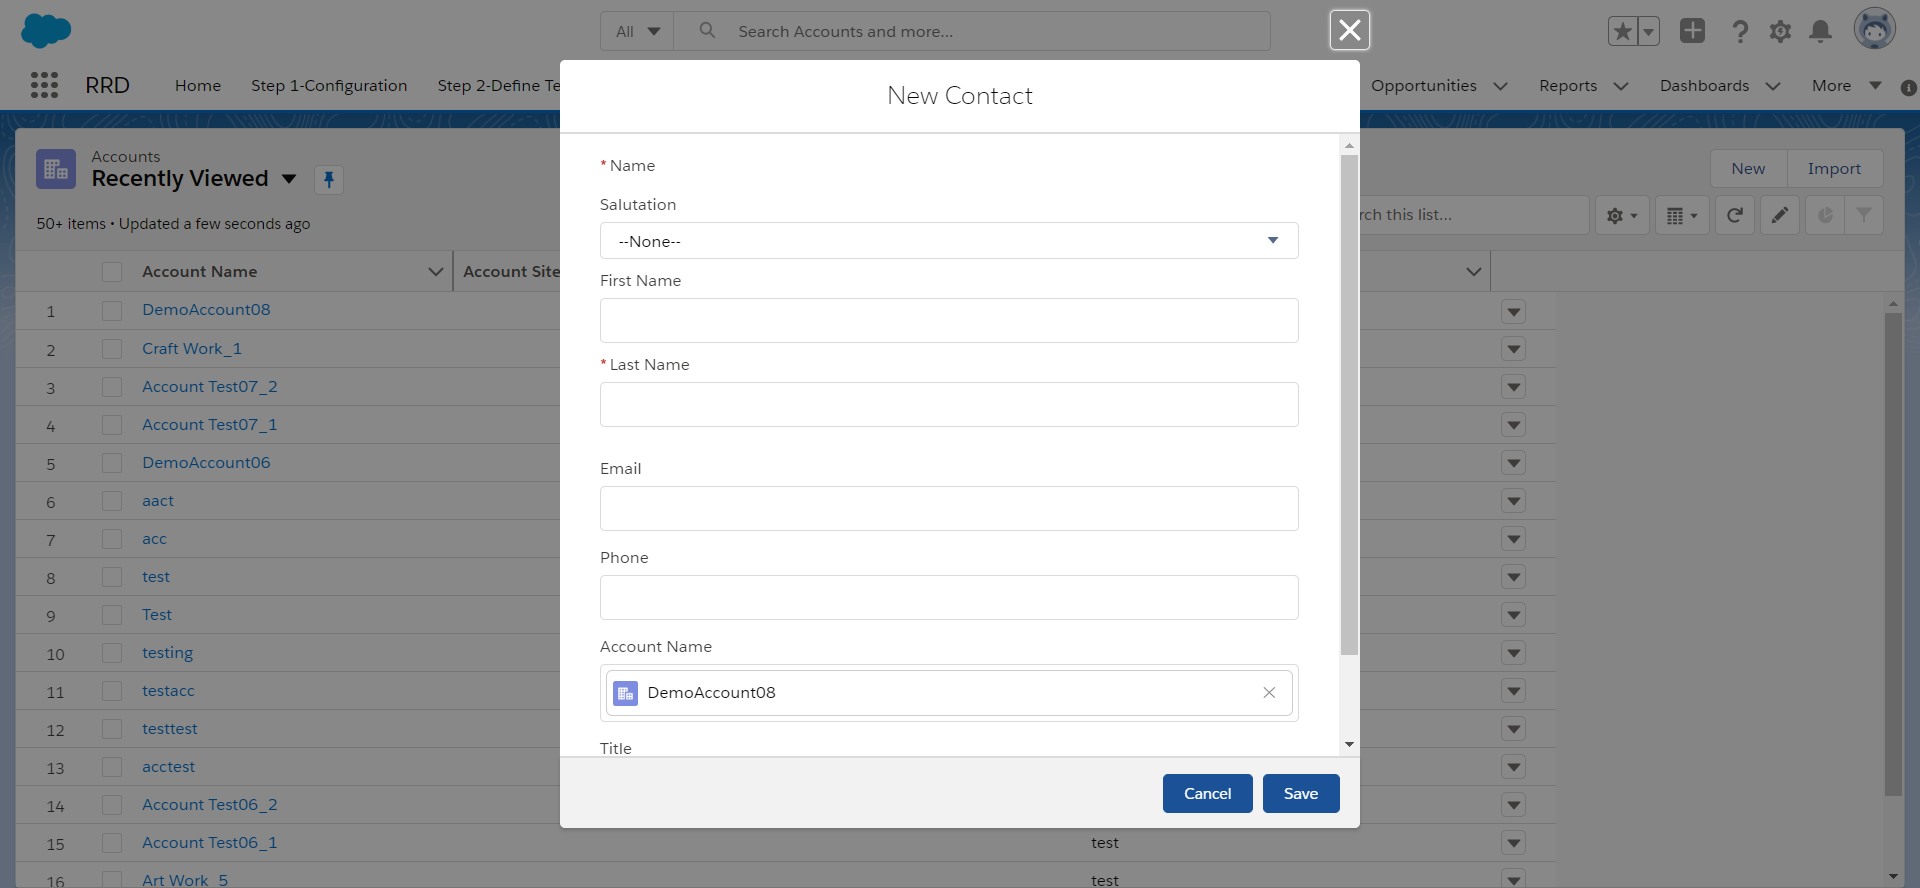 All
Search Accounts and more...
RRD
Home
Step 1-Configuration
Step 2-Define Te
Opportunities
Reports
Dashboards
More
Accounts
Recently Viewed
50+ items • Updated a few seconds ago
New
Import
rch this list...
Account Name
Account Site
1 DemoAccount08
2 Craft Work_1
3 Account Test07_2
4 Account Test07_1
5 DemoAccount06
6 aact
7 acc
8 test
9 Test
10 testing
11 testacc
12 testtest
13 acctest
14 Account Test06_2
15 Account Test06_1 test
16 Art Work_5 test
New Contact
* Name
Salutation
--None--
First Name
* Last Name
Email
Phone
Account Name
DemoAccount08
Title
Cancel
Save